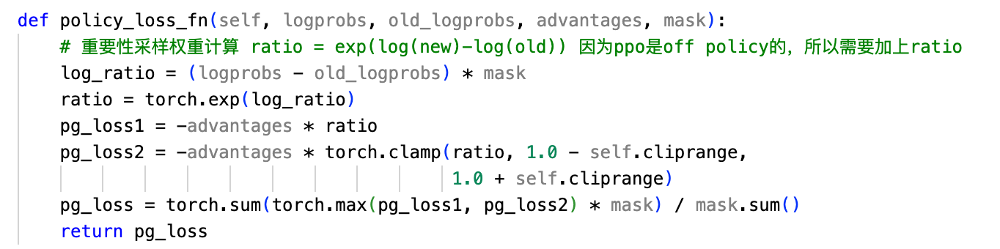 def policy_loss_fn(self, logprobs, old_logprobs, advantages, mask):
    # 重要性采样权重计算 ratio = exp(log(new)-log(old)) 因为ppo是off policy的，所以需要加上ratio
    log_ratio = (logprobs - old_logprobs) * mask
    ratio = torch.exp(log_ratio)
    pg_loss1 = -advantages * ratio
    pg_loss2 = -advantages * torch.clamp(ratio, 1.0 - self.cliprange,
                                         1.0 + self.cliprange)
    pg_loss = torch.sum(torch.max(pg_loss1, pg_loss2) * mask) / mask.sum()
    return pg_loss